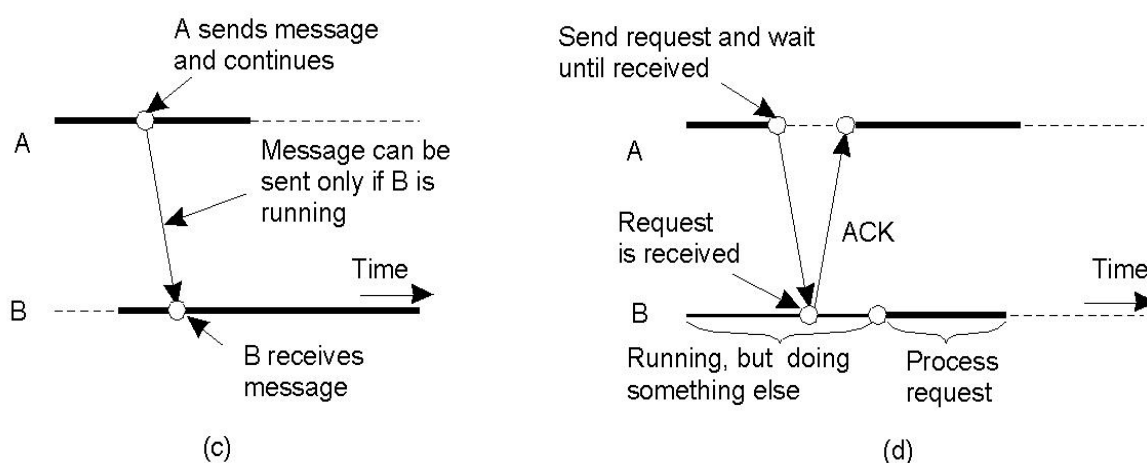 A sends message
and continues
A
Message can be
sent only if B is
running
Time
B
B receives
message
(c)
Send request and wait
until received
A
Request
is received
ACK
Time
B
Running, but doing
something else
Process
request
(d)